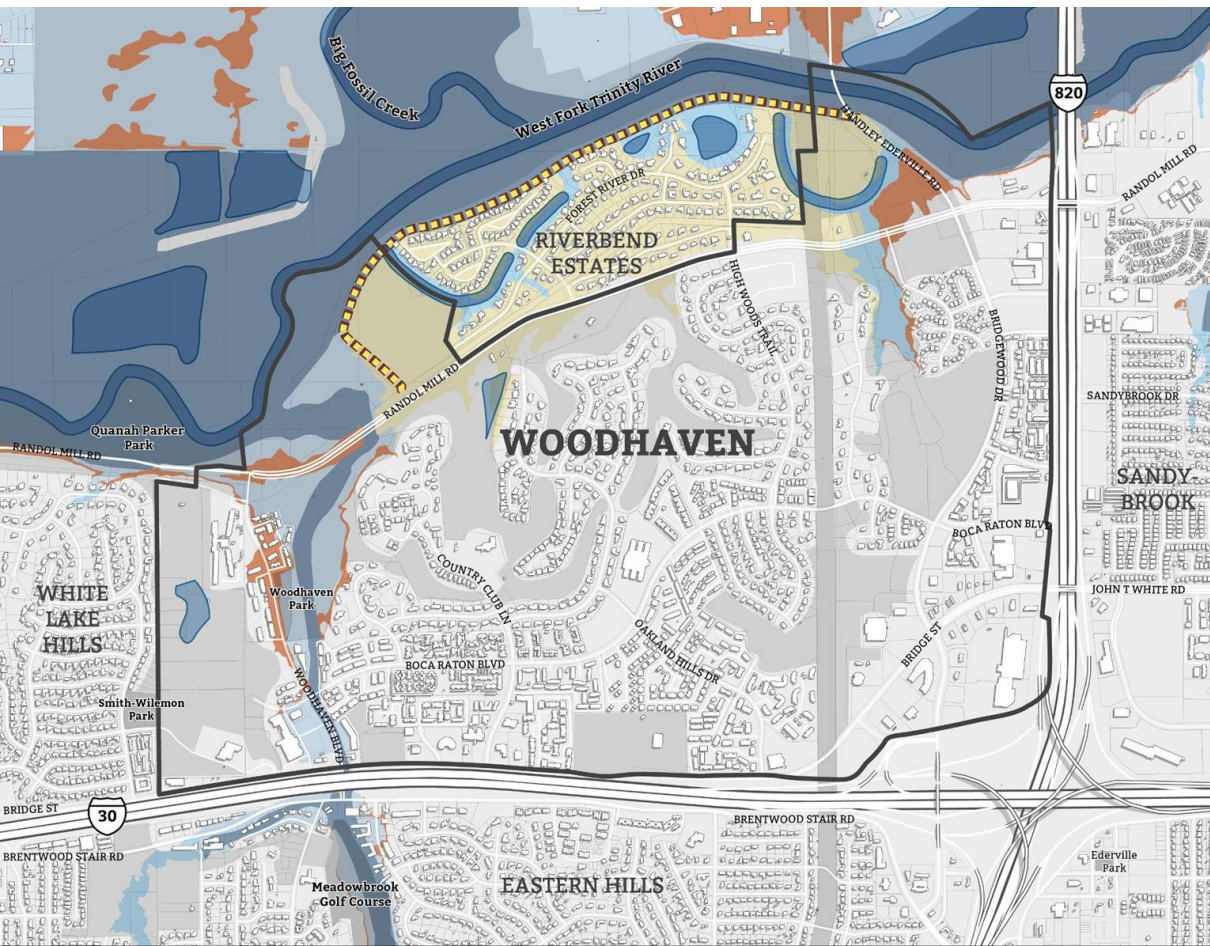 Big Fossil Creek
West Fork Trinity River
820
HANDLEY EDERVILLE RD
RANDOL MILL RD
FOREST RIVER DR
RIVERBEND
ESTATES
HIGH WOODS TRAIL
BRIDGEWOOD DR
RANDOL MILL RD
SANDYBROOK DR
Quanah Parker
Park
RANDOL MILL RD
WOODHAVEN
SANDY-
BROOK
BOCA RATON BLVD
COUNTRY CLUB LN
WHITE
LAKE
HILLS
Woodhaven
Park
JOHN T WHITE RD
OAKLAND HILLS DR
BRIDGE ST
BOCA RATON BLVD
WOODHAVEN BLVD
Smith-Wilemon
Park
BRIDGE ST
30
BRENTWOOD STAIR RD
BRENTWOOD STAIR RD
Ederville
Park
Meadowbrook
Golf Course
EASTERN HILLS